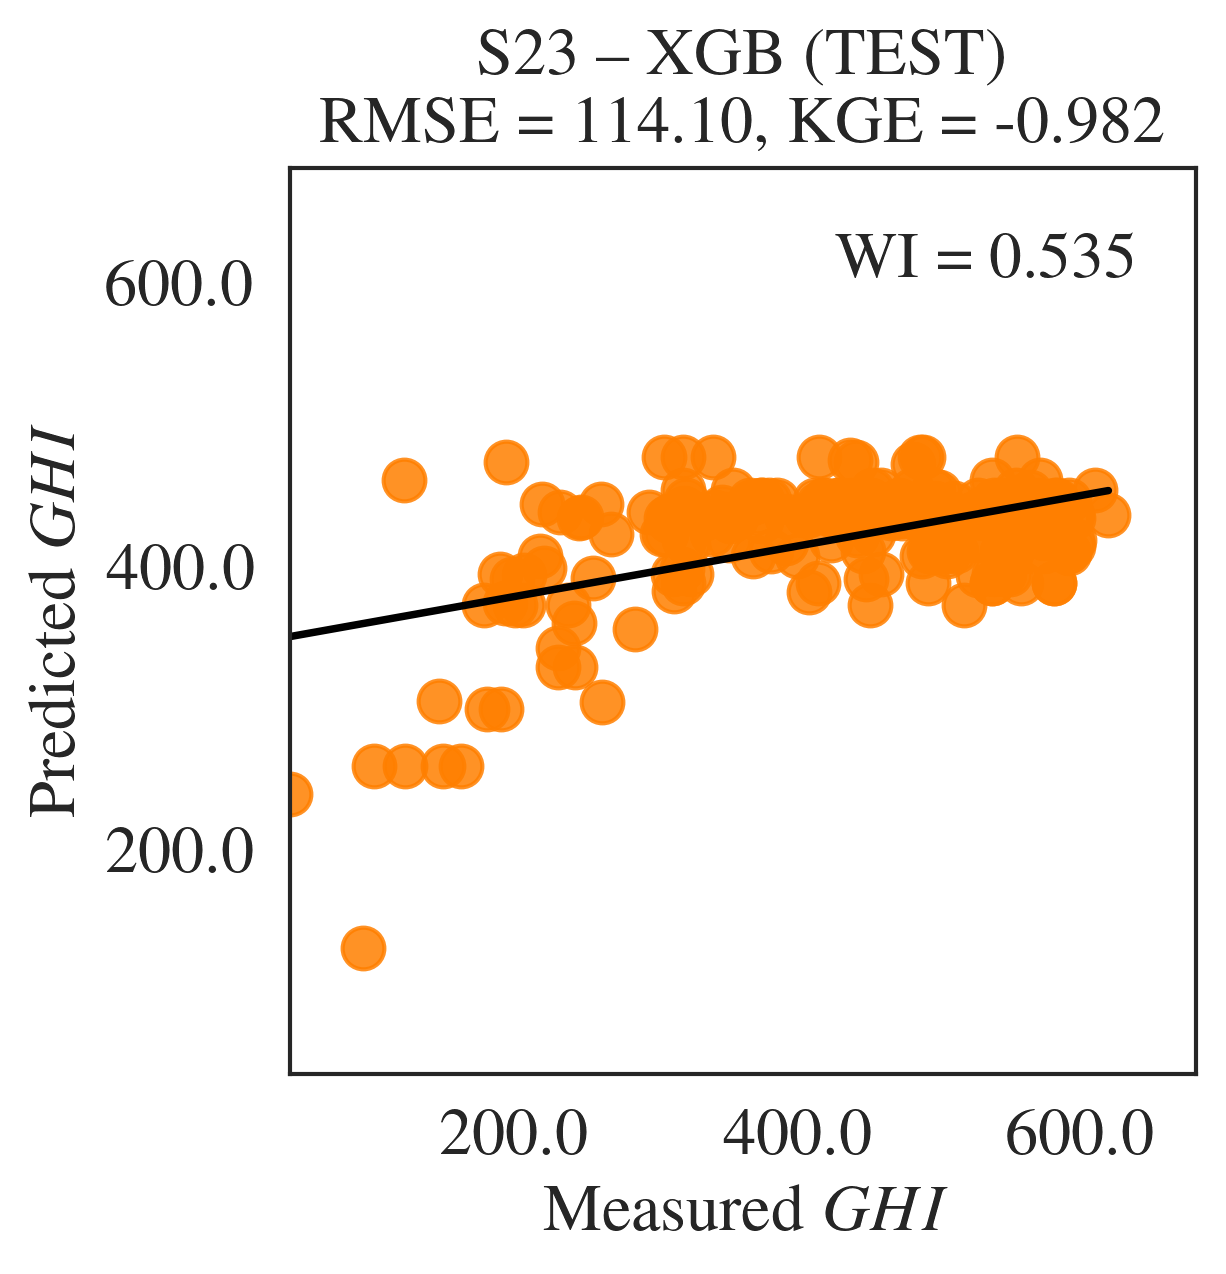 S23 – XGB (TEST)
RMSE = 114.10, KGE = -0.982
WI = 0.535
600.0
400.0
200.0
Predicted GHI
200.0 400.0 600.0
Measured GHI